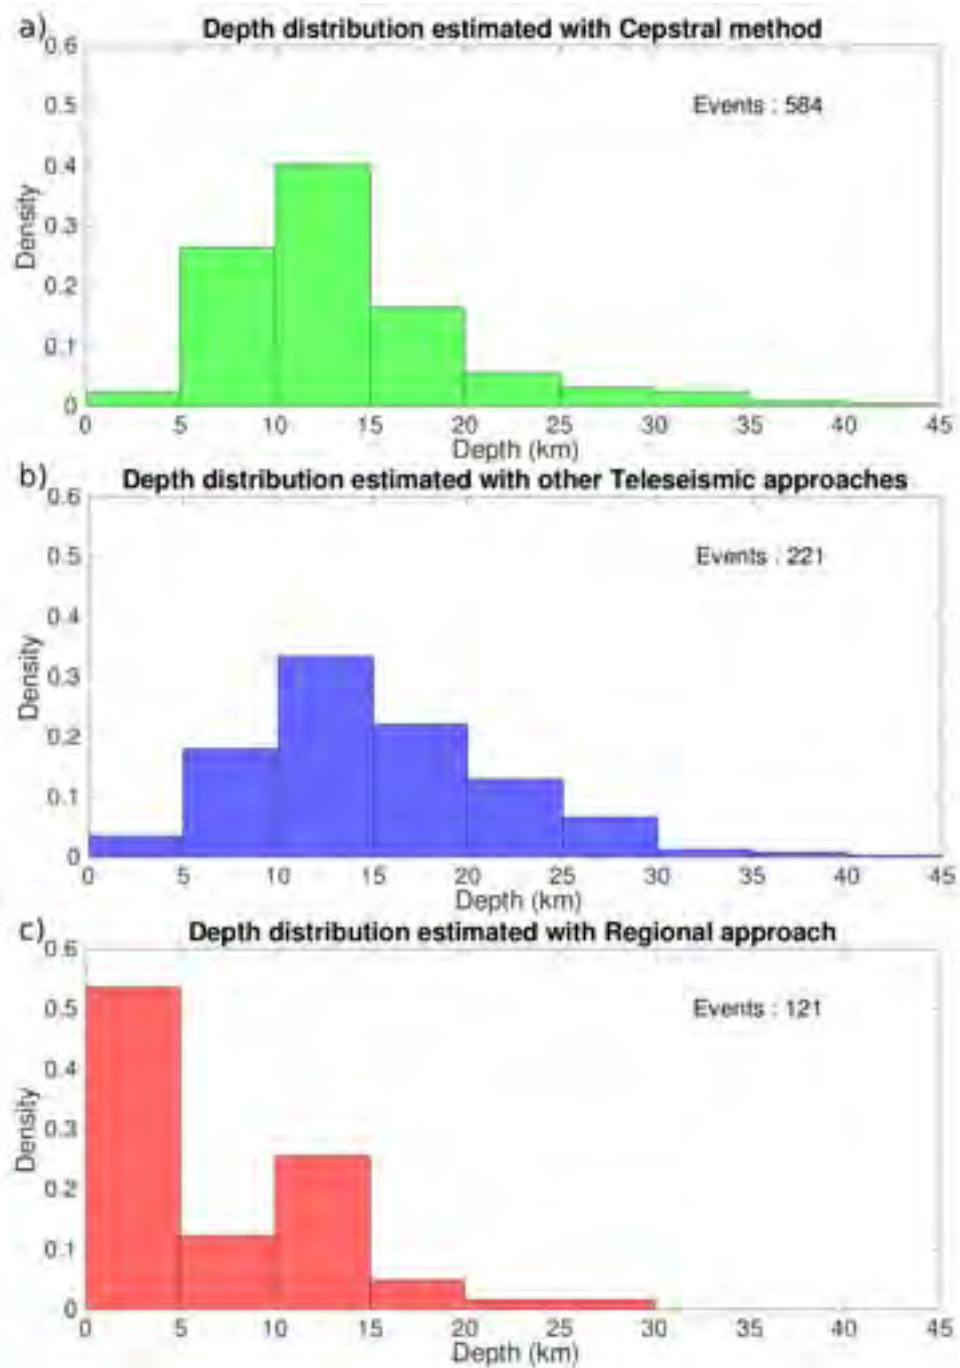 a) Depth distribution estimated with Cepstral method
0.6
0.5
0.4
0.3
0.2
0.1
0
Density
Events : 584
0 5 10 15 20 25 30 35 40 45
Depth (km)
b) Depth distribution estimated with other Teleseismic approaches
0.6
0.5
0.4
0.3
0.2
0.1
0
Density
Events : 221
0 5 10 15 20 25 30 35 40 45
Depth (km)
c) Depth distribution estimated with Regional approach
0.6
0.5
0.4
0.3
0.2
0.1
0
Density
Events : 121
0 5 10 15 20 25 30 35 40 45
Depth (km)